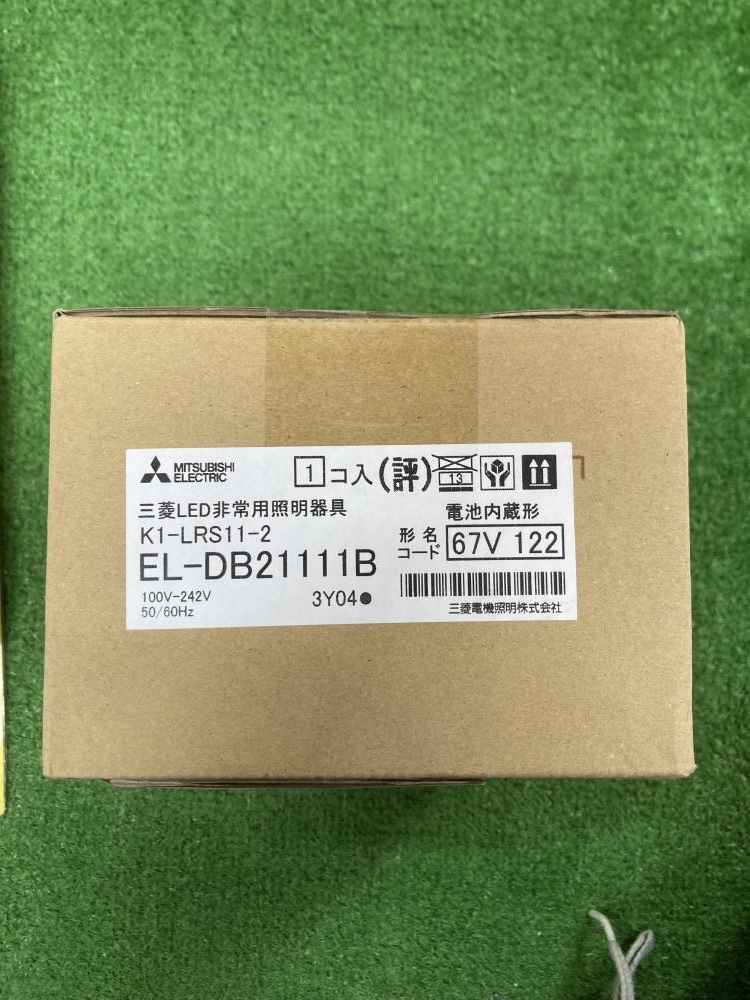 MITSUBISHI
ELECTRIC
1コ入(評)
13
三菱LED非常用照明器具
電池内蔵形
K1-LRS11-2
形名
コード
67V 122
EL-DB21111B
100V-242V
50/60Hz
3Y04●
三菱電機照明株式会社